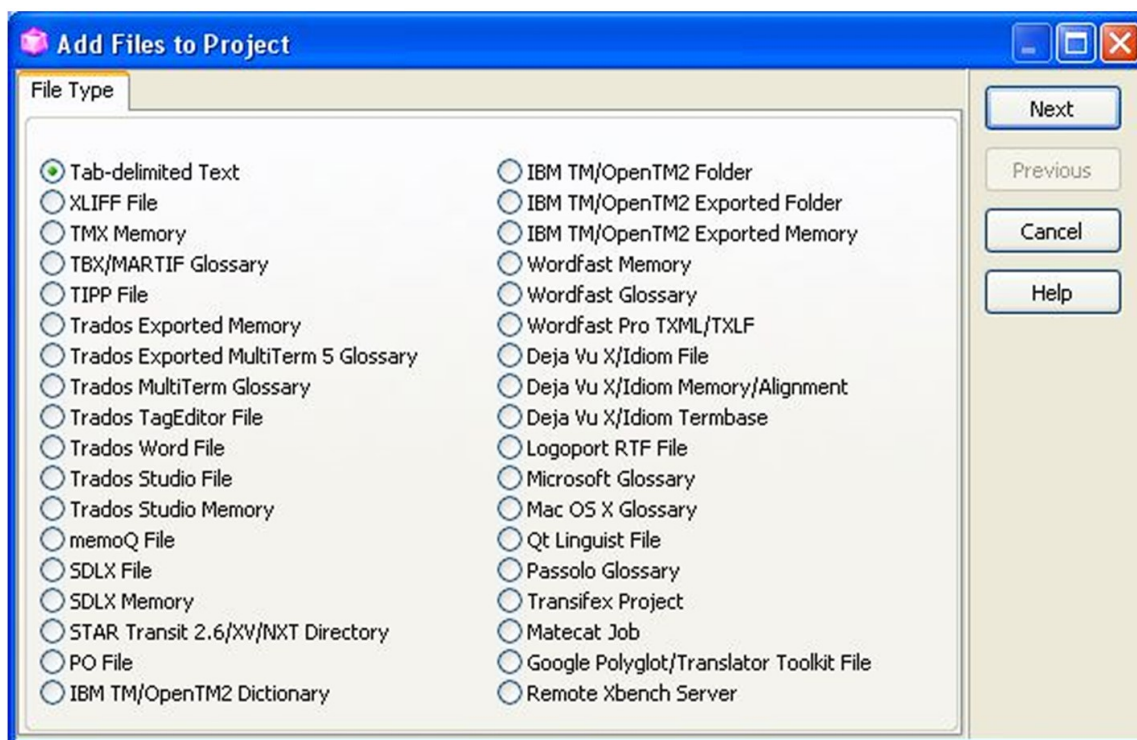 Add Files to Project
File Type
Tab-delimited Text
XLIFF File
TMX Memory
TBX/MARTIF Glossary
TIPP File
Trados Exported Memory
Trados Exported MultiTerm 5 Glossary
Trados MultiTerm Glossary
Trados TagEditor File
Trados Word File
Trados Studio File
Trados Studio Memory
memoQ File
SDLX File
SDLX Memory
STAR Transit 2.6/XV/NXT Directory
PO File
IBM TM/OpenTM2 Dictionary
IBM TM/OpenTM2 Folder
IBM TM/OpenTM2 Exported Folder
IBM TM/OpenTM2 Exported Memory
Wordfast Memory
Wordfast Glossary
Wordfast Pro TXML/TXLF
Deja Vu X/Idiom File
Deja Vu X/Idiom Memory/Alignment
Deja Vu X/Idiom Termbase
Logoport RTF File
Microsoft Glossary
Mac OS X Glossary
Qt Linguist File
Passolo Glossary
Transifex Project
Matecat Job
Google Polyglot/Translator Toolkit File
Remote Xbench Server
Next
Previous
Cancel
Help